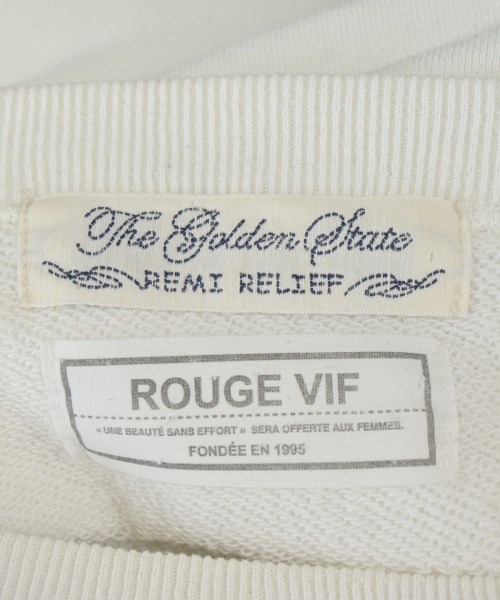 The Golden State
REMI RELIEF
ROUGE VIF
« UNE BEAUTÉ SANS EFFORT » SERA OFFERTE AUX FEMMES.
FONDÉE EN 1995